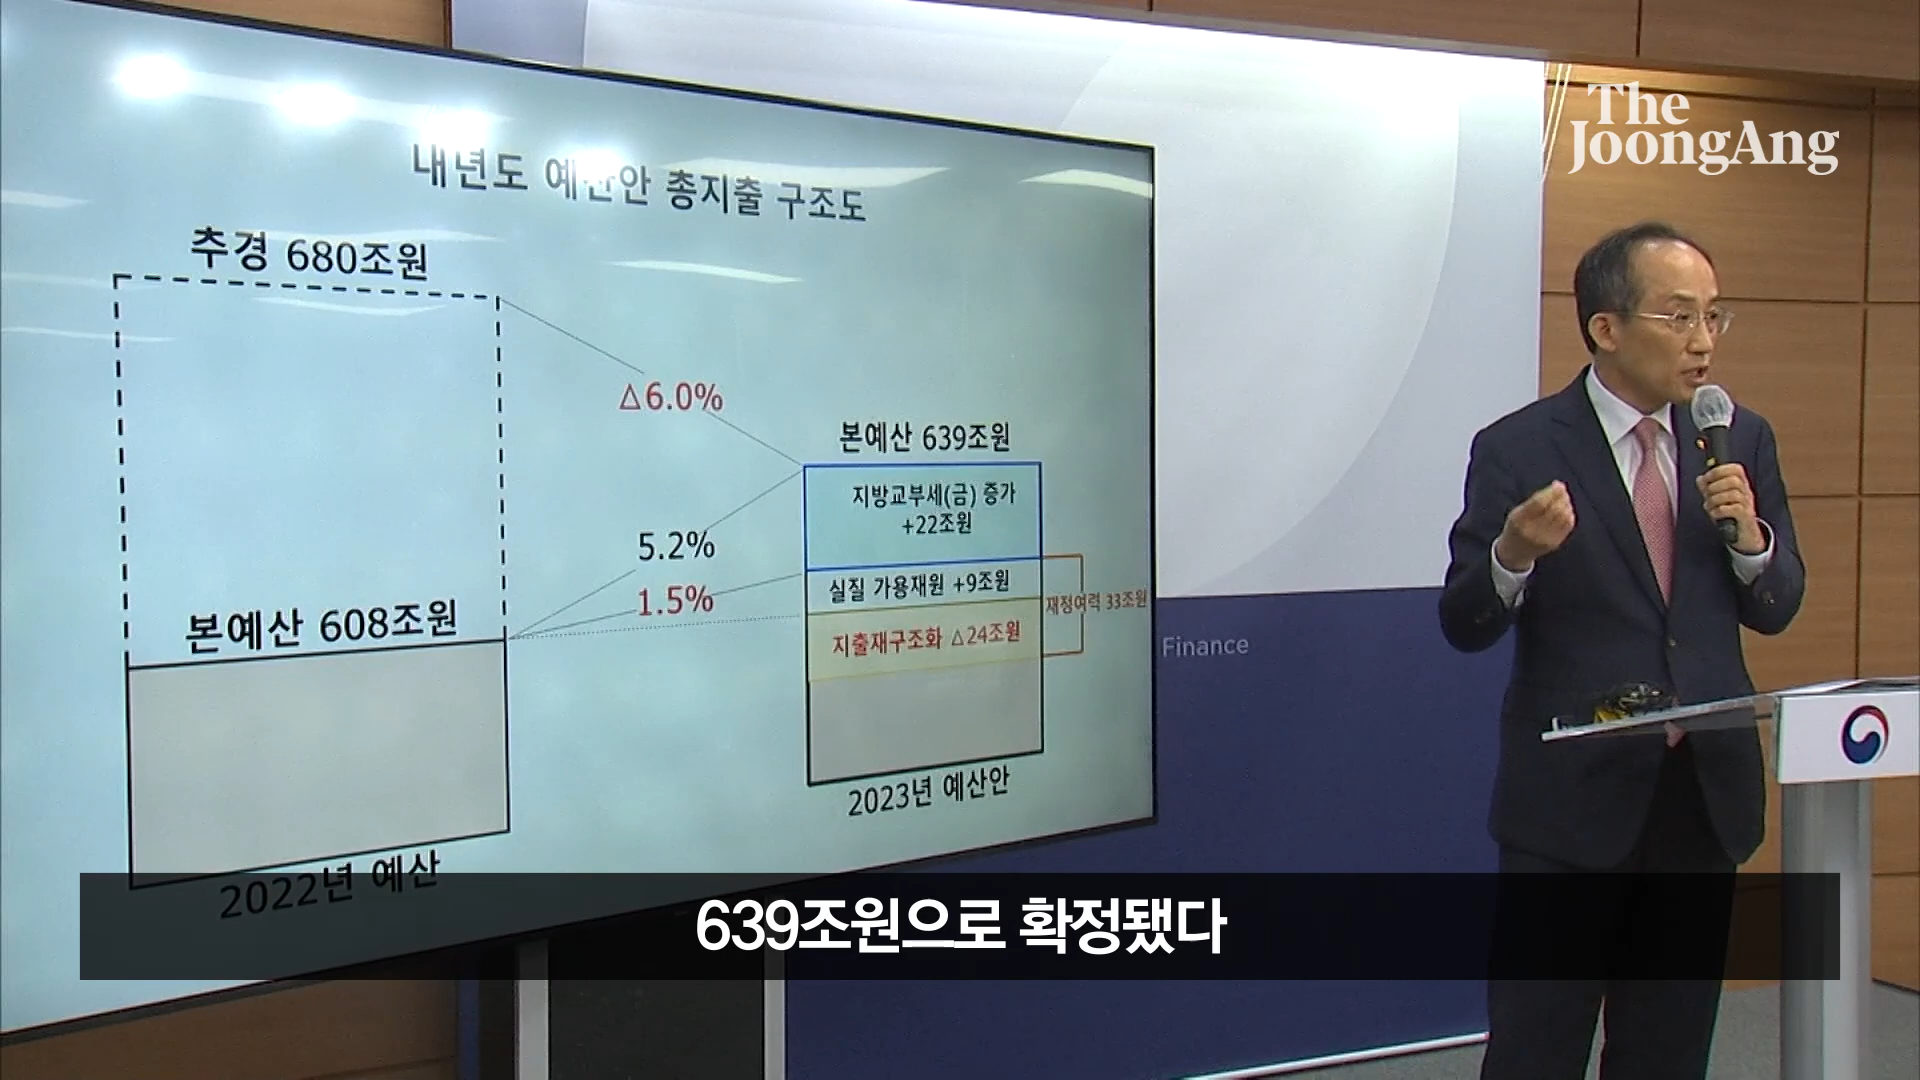 The
JoongAng
내년도 예산안 총지출 구조도
추경 680조원
△6.0%
본예산 639조원
지방교부세(금) 증가
+22조원
5.2%
실질 가용재원 +9조원
1.5%
재정여력 33조원
본예산 608조원
지출재구조화 △24조원
Finance
2023년 예산안
2022년 예산
639조원으로 확정됐다